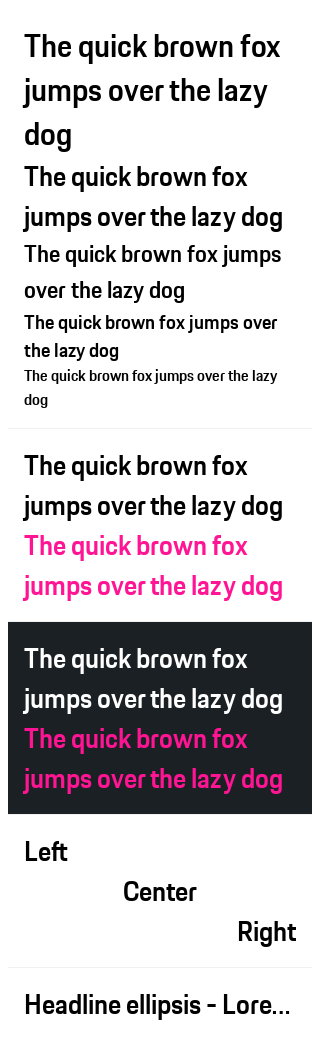 The quick brown fox
jumps over the lazy
dog
The quick brown fox
jumps over the lazy dog
The quick brown fox jumps
over the lazy dog
The quick brown fox jumps over
the lazy dog
The quick brown fox jumps over the lazy
dog
The quick brown fox
jumps over the lazy dog
The quick brown fox
jumps over the lazy dog
The quick brown fox
jumps over the lazy dog
The quick brown fox
jumps over the lazy dog
Left
Center
Right
Headline ellipsis - Lore...